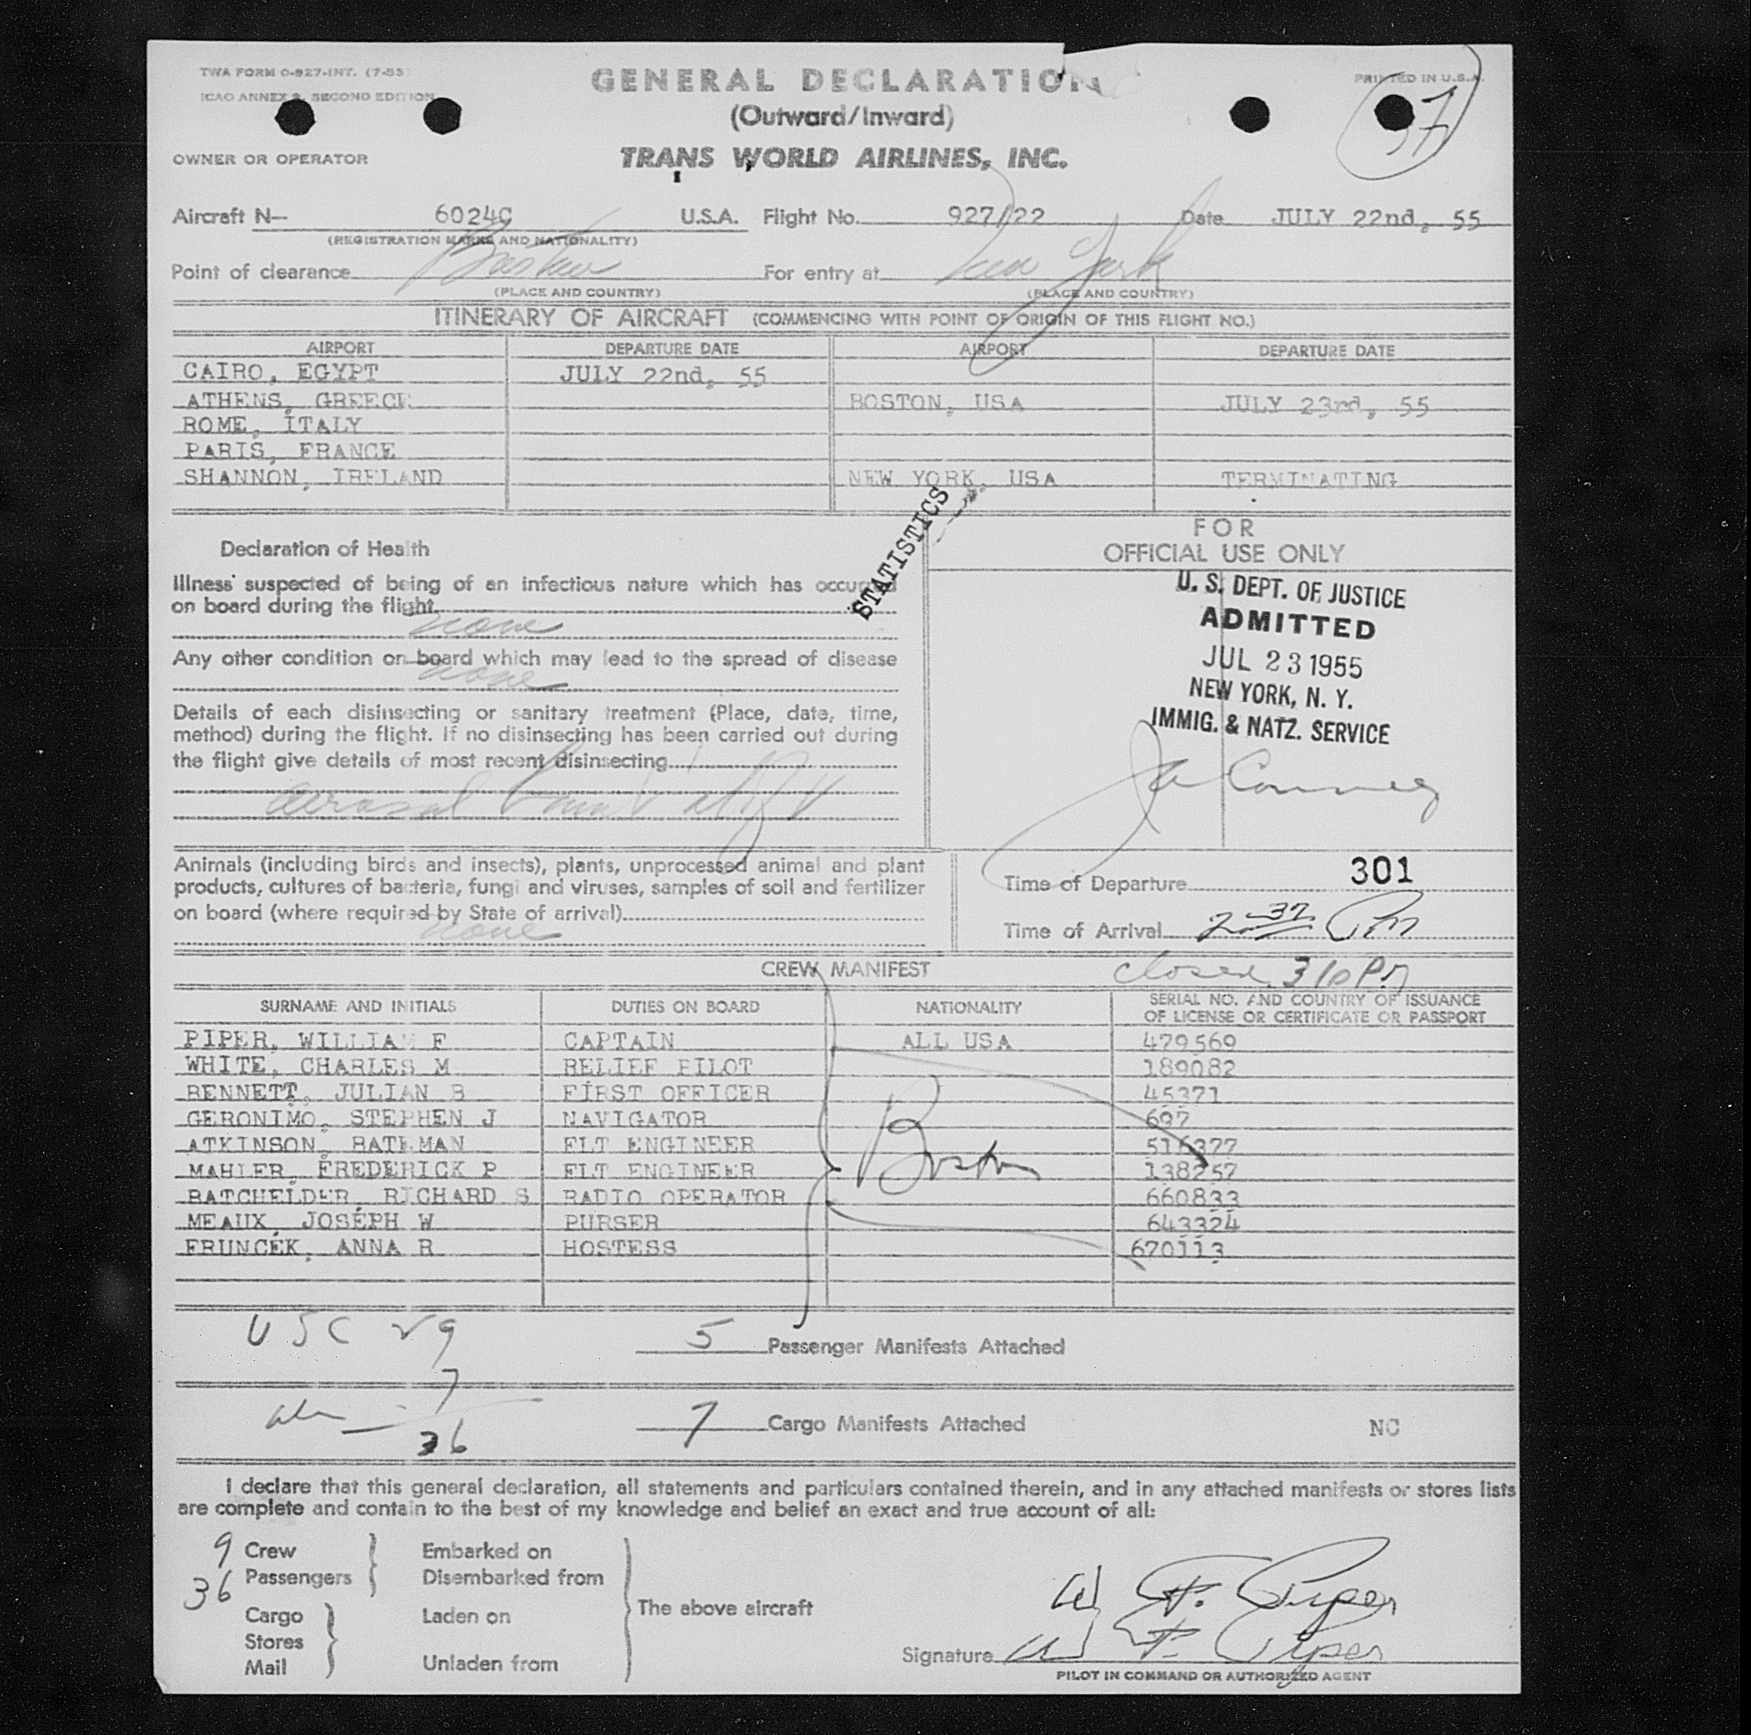 TWA FORM O-927-INT. (7-55)
ICAO ANNEX 9, SECOND EDITION
GENERAL DECLARATION
(Outward/Inward)
PRINTED IN U.S.A.
37
OWNER OR OPERATOR
TRANS WORLD AIRLINES, INC.
Aircraft N— 6024C U.S.A. Flight No. 927/22 Date JULY 22nd, 55
(REGISTRATION MARKS AND NATIONALITY)
Point of clearance Boston For entry at New York
(PLACE AND COUNTRY) (PLACE AND COUNTRY)
ITINERARY OF AIRCRAFT (COMMENCING WITH POINT OF ORIGIN OF THIS FLIGHT NO.)
AIRPORT DEPARTURE DATE AIRPORT DEPARTURE DATE
CAIRO, EGYPT JULY 22nd, 55
ATHENS, GREECE BOSTON, USA JULY 23rd, 55
ROME, ITALY
PARIS, FRANCE
SHANNON, IRELAND NEW YORK, USA TERMINATING
STATISTICS
FOR
OFFICIAL USE ONLY
U. S. DEPT. OF JUSTICE
ADMITTED
JUL 23 1955
NEW YORK, N. Y.
IMMIG. & NATZ. SERVICE
Declaration of Health
Illness suspected of being of an infectious nature which has occurred
on board during the flight
none
Any other condition on board which may lead to the spread of disease
none
Details of each disinsecting or sanitary treatment (Place, date, time,
method) during the flight. If no disinsecting has been carried out during
the flight give details of most recent disinsecting
aerosol
Animals (including birds and insects), plants, unprocessed animal and plant
products, cultures of bacteria, fungi and viruses, samples of soil and fertilizer
on board (where required by State of arrival)
none
Time of Departure 301
Time of Arrival 2 37 Pm
closed 310 Pm
CREW MANIFEST
SURNAME AND INITIALS DUTIES ON BOARD NATIONALITY SERIAL NO. AND COUNTRY OF ISSUANCE
OF LICENSE OR CERTIFICATE OR PASSPORT
PIPER, WILLIAM F CAPTAIN ALL USA 479569
WHITE, CHARLES M RELIEF PILOT 189082
BENNETT, JULIAN B FIRST OFFICER 45371
GERONIMO, STEPHEN J NAVIGATOR 697
ATKINSON, BATEMAN FLT ENGINEER 516377
MAHLER, FREDERICK P FLT ENGINEER 138257
BATCHELDER, RICHARD S RADIO OPERATOR 660833
MEAUX, JOSEPH W PURSER 643324
FRUNCEK, ANNA R HOSTESS 670113
Boston
USC 29
5 Passenger Manifests Attached
7
36
7 Cargo Manifests Attached NC
I declare that this general declaration, all statements and particulars contained therein, and in any attached manifests or stores lists
are complete and contain to the best of my knowledge and belief an exact and true account of all:
9 Crew Embarked on
36 Passengers Disembarked from
The above aircraft
Cargo Laden on
Stores
Mail Unladen from
W F. Piper
Signature W F. Piper
PILOT IN COMMAND OR AUTHORIZED AGENT